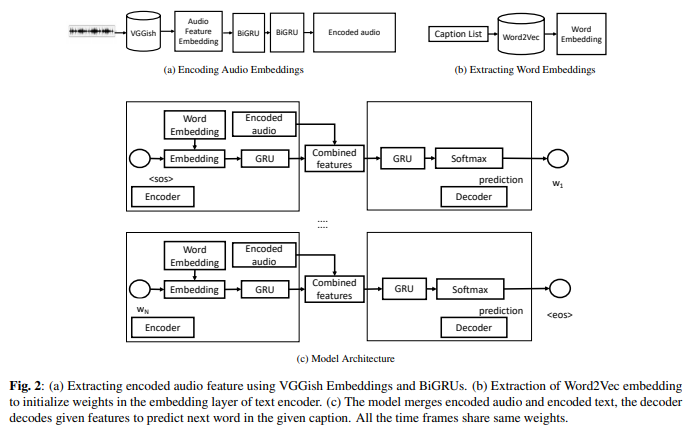 VGGish
Audio
Feature
Embedding
BiGRU
BiGRU
Encoded audio
(a) Encoding Audio Embeddings
Caption List
Word2Vec
Word
Embedding
(b) Extracting Word Embeddings
Word
Embedding
Encoded
audio
Embedding
GRU
Combined
features
GRU
Softmax
<sos>
prediction
w1
Encoder
Decoder
::::
Word
Embedding
Encoded
audio
Embedding
GRU
Combined
features
GRU
Softmax
wN
prediction
<eos>
Encoder
Decoder
(c) Model Architecture
Fig. 2: (a) Extracting encoded audio feature using VGGish Embeddings and BiGRUs. (b) Extraction of Word2Vec embedding
to initialize weights in the embedding layer of text encoder. (c) The model merges encoded audio and encoded text, the decoder
decodes given features to predict next word in the given caption. All the time frames share same weights.